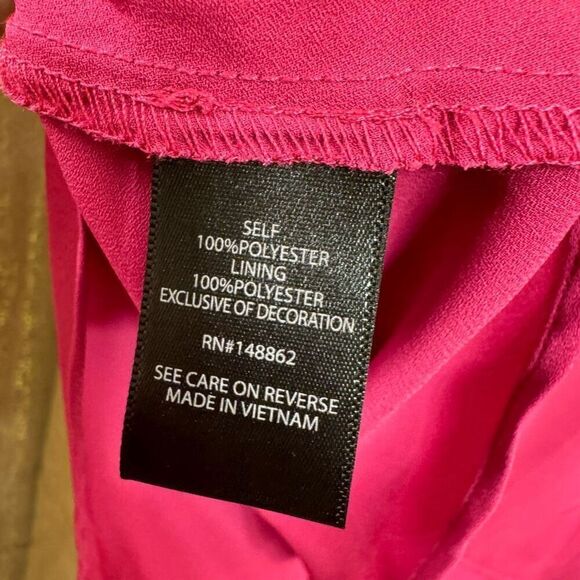 SELF
100%POLYESTER
LINING
100%POLYESTER
EXCLUSIVE OF DECORATION
RN#148862
SEE CARE ON REVERSE
MADE IN VIETNAM